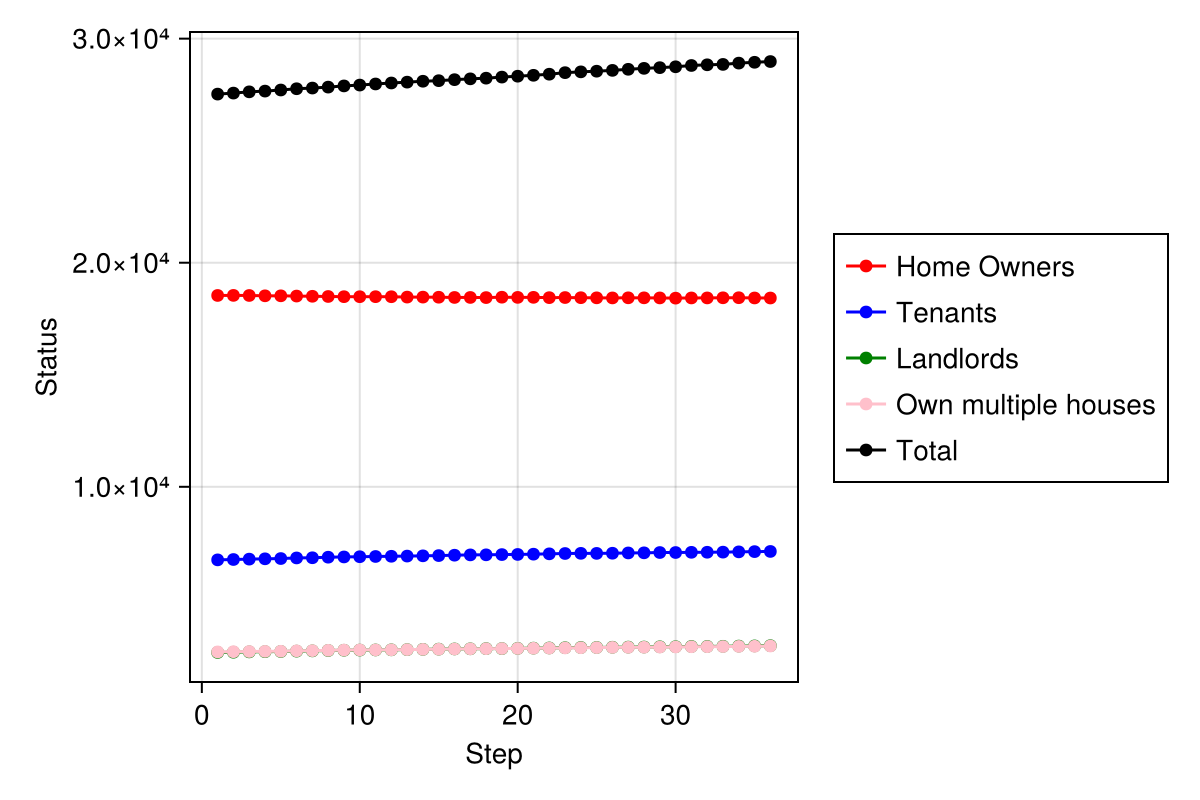 3.0×10⁴
2.0×10⁴
1.0×10⁴
Status
0 10 20 30
Step
Home Owners
Tenants
Landlords
Own multiple houses
Total